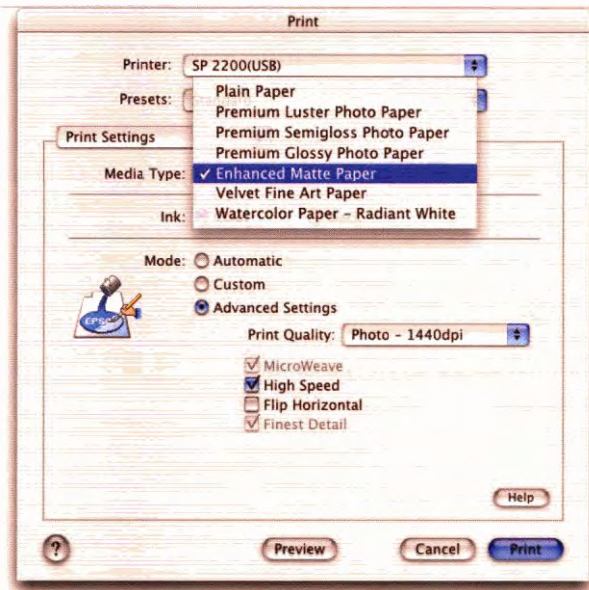 Print
Printer: SP 2200(USB)
Presets:
Plain Paper
Premium Luster Photo Paper
Premium Semigloss Photo Paper
Premium Glossy Photo Paper
Print Settings
Media Type: ✓ Enhanced Matte Paper
Velvet Fine Art Paper
Ink: Watercolor Paper – Radiant White
Mode: Automatic
Custom
Advanced Settings
EPSON
Print Quality: Photo – 1440dpi
MicroWeave
High Speed
Flip Horizontal
Finest Detail
Help
?
Preview Cancel Print